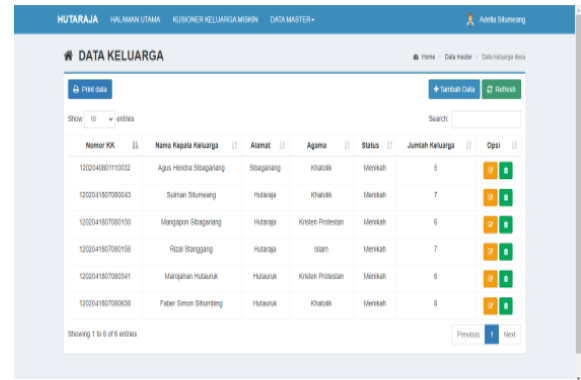 HUTARAJA HALAMAN UTAMA KUSIONER KELUARGA MISKIN DATA MASTER Adella Situmeang
DATA KELUARGA Home Data master Data keluarga desa
Print data + Tambah Data Refresh
Show 10 entries Search:
Nomor KK Nama Kepala Keluarga Alamat Agama Status Jumlah Keluarga Opsi
1202040801110032 Agus Hendra Sibagariang Sibagariang Khatolik Menikah 5
1202041807080043 Sulman Situmeang Hutaraja Khatolik Menikah 7
1202041807080150 Mangapon Sibagariang Hutaraja Kristen Protestan Menikah 6
1202041807080158 Rizal Stanggang Hutaraja Islam Menikah 7
1202041807080341 Marojahan Hutauruk Hutauruk Kristen Protestan Menikah 6
1202041807080658 Faber Simon Sihombing Hutauruk Khatolik Menikah 8
Showing 1 to 6 of 6 entries Previous 1 Next